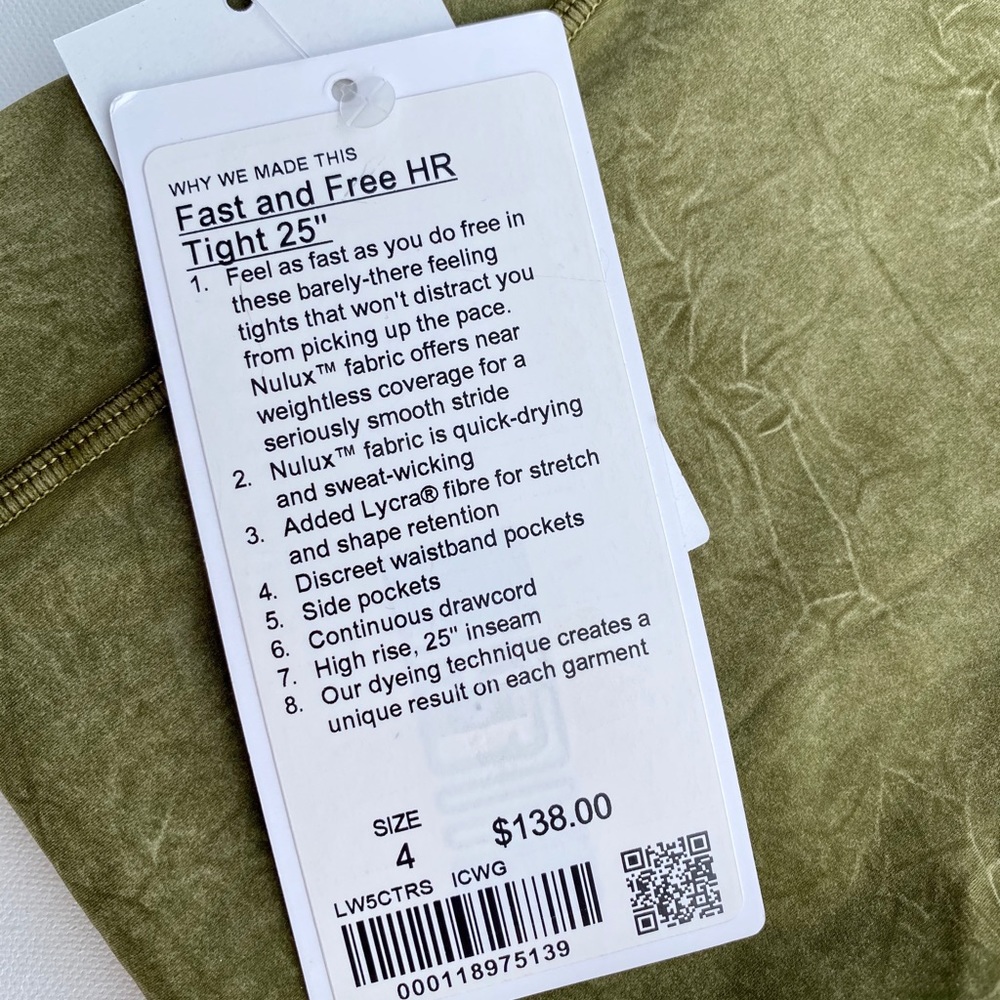 WHY WE MADE THIS
Fast and Free HR
Tight 25"
1. Feel as fast as you do free in
these barely-there feeling
tights that won't distract you
from picking up the pace.
Nulux™ fabric offers near
weightless coverage for a
seriously smooth stride
2. Nulux™ fabric is quick-drying
and sweat-wicking
3. Added Lycra® fibre for stretch
and shape retention
4. Discreet waistband pockets
5. Side pockets
6. Continuous drawcord
7. High rise, 25" inseam
8. Our dyeing technique creates a
unique result on each garment
SIZE
4
$138.00
LW5CTRS ICWG
000118975139